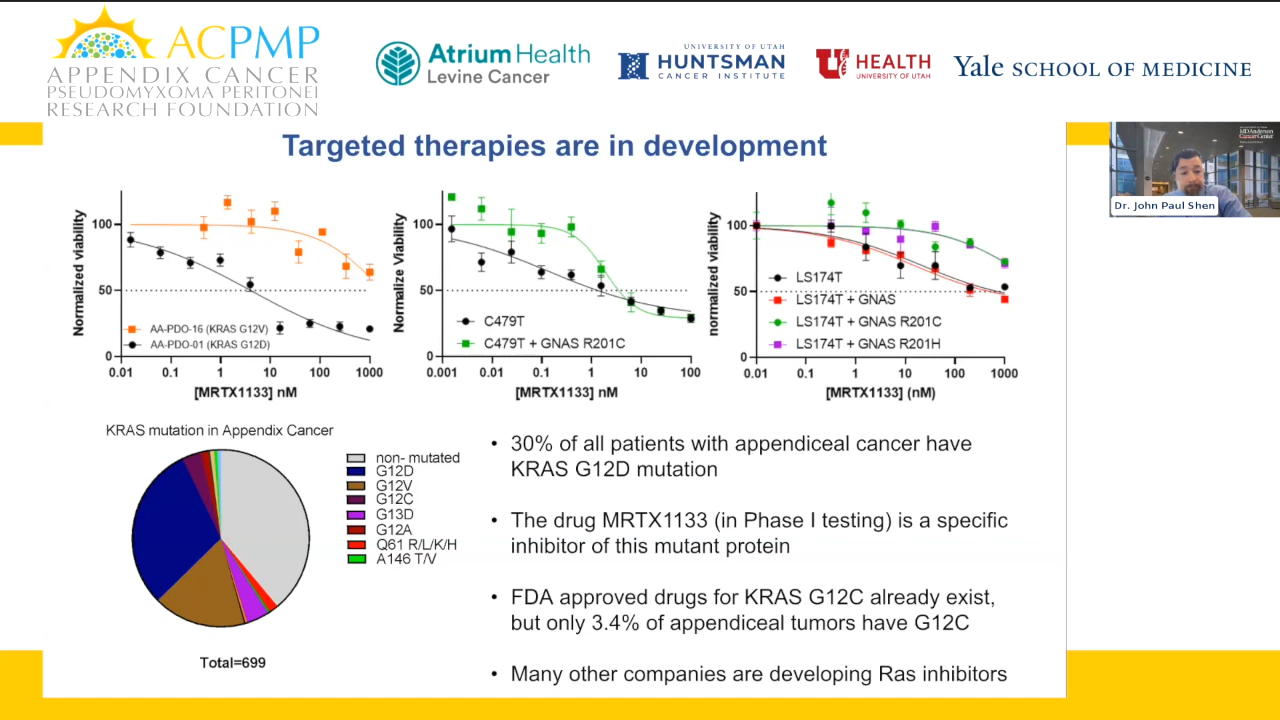 ACPMP
APPENDIX CANCER
PSEUDOMYXOMA PERITONEI
RESEARCH FOUNDATION
Atrium Health
Levine Cancer
UNIVERSITY OF UTAH
HUNTSMAN
CANCER INSTITUTE
U HEALTH
UNIVERSITY OF UTAH
Yale SCHOOL OF MEDICINE
Targeted therapies are in development
MDAnderson
Cancer Center
Dr. John Paul Shen
Normalized viability
100
50
0
AA-PDO-16 (KRAS G12V)
AA-PDO-01 (KRAS G12D)
0.01 0.1 1 10 100 1000
[MRTX1133] nM
Normalize Viability
100
50
0
C479T
C479T + GNAS R201C
0.001 0.01 0.1 1 10 100
[MRTX1133] nM
normalized viability
100
50
0
LS174T
LS174T + GNAS
LS174T + GNAS R201C
LS174T + GNAS R201H
0.01 0.1 1 10 100 1000
[MRTX1133] (nM)
KRAS mutation in Appendix Cancer
non- mutated
G12D
G12V
G12C
G13D
G12A
Q61 R/L/K/H
A146 T/V
Total=699
• 30% of all patients with appendiceal cancer have
KRAS G12D mutation
• The drug MRTX1133 (in Phase I testing) is a specific
inhibitor of this mutant protein
• FDA approved drugs for KRAS G12C already exist,
but only 3.4% of appendiceal tumors have G12C
• Many other companies are developing Ras inhibitors